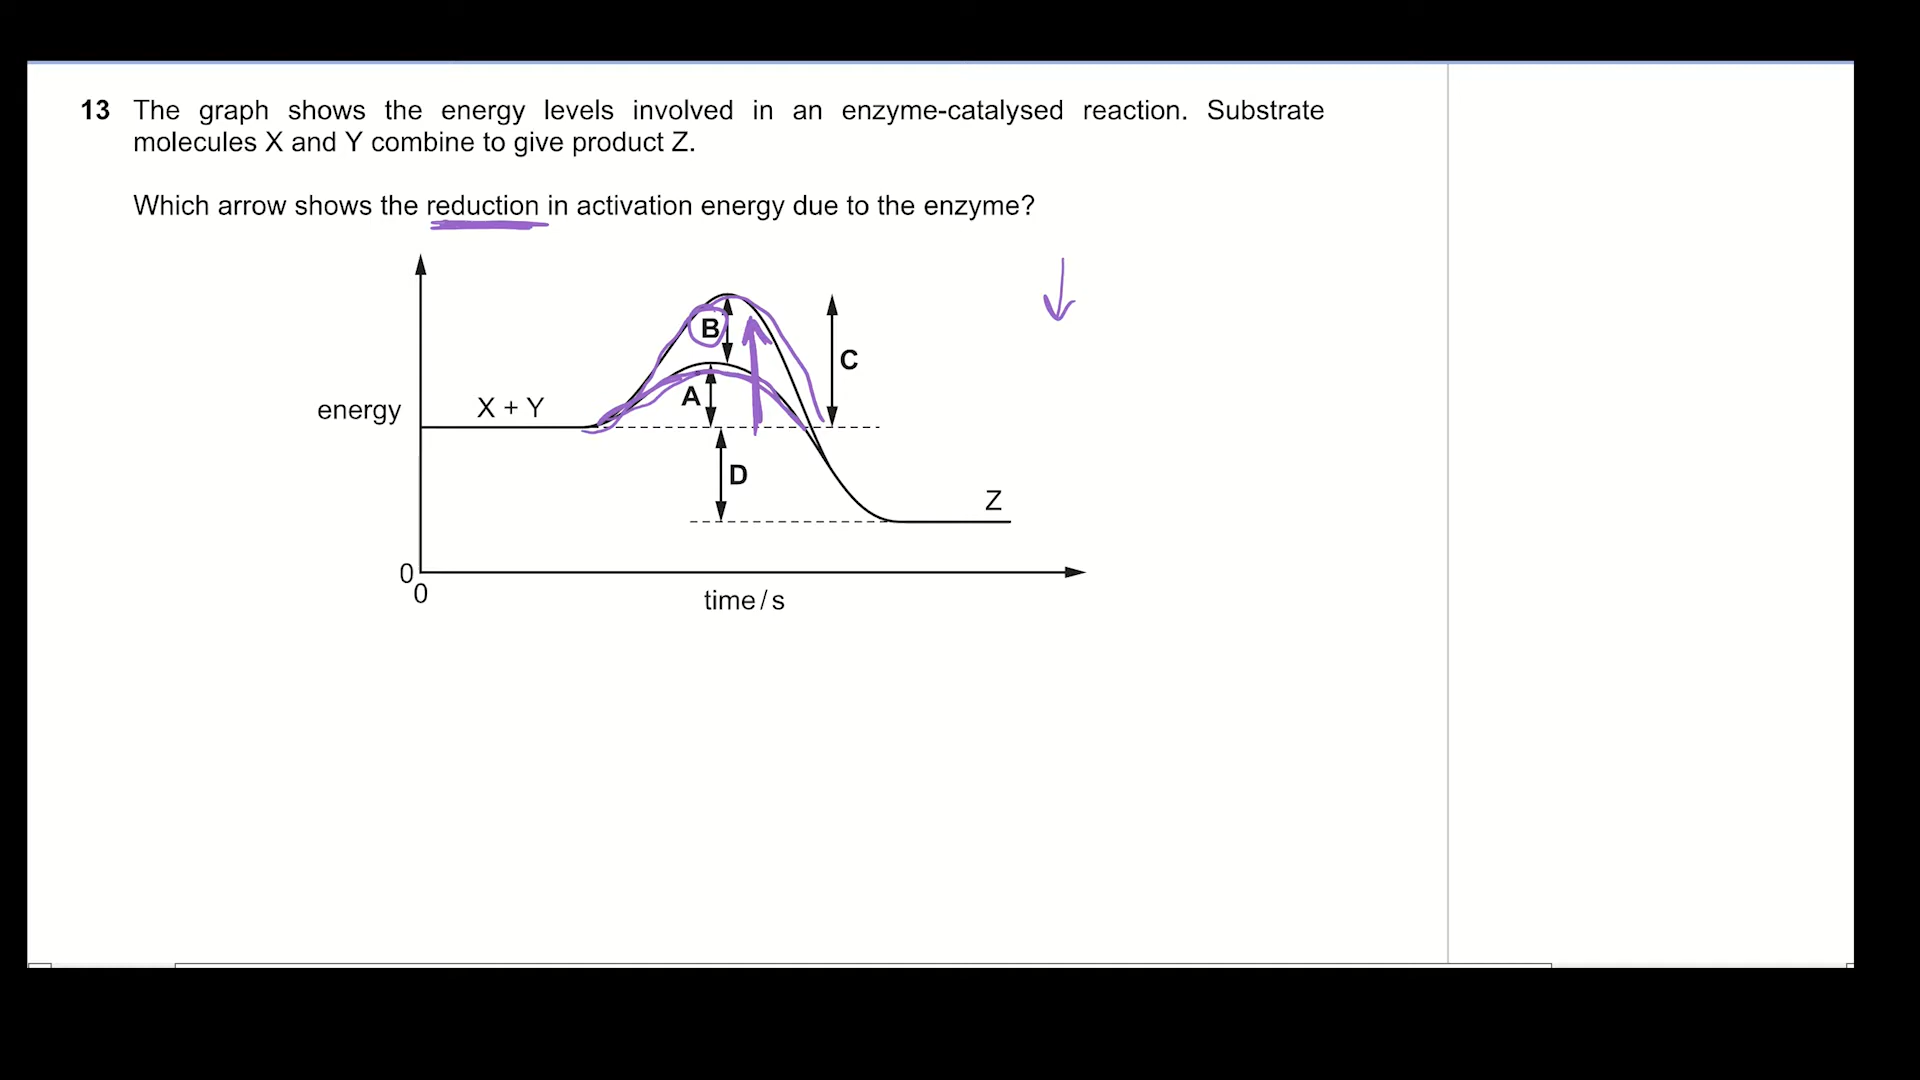 13 The graph shows the energy levels involved in an enzyme-catalysed reaction. Substrate
molecules X and Y combine to give product Z.
Which arrow shows the reduction in activation energy due to the enzyme?
B
C
A
energy
X + Y
D
Z
0
0
time / s